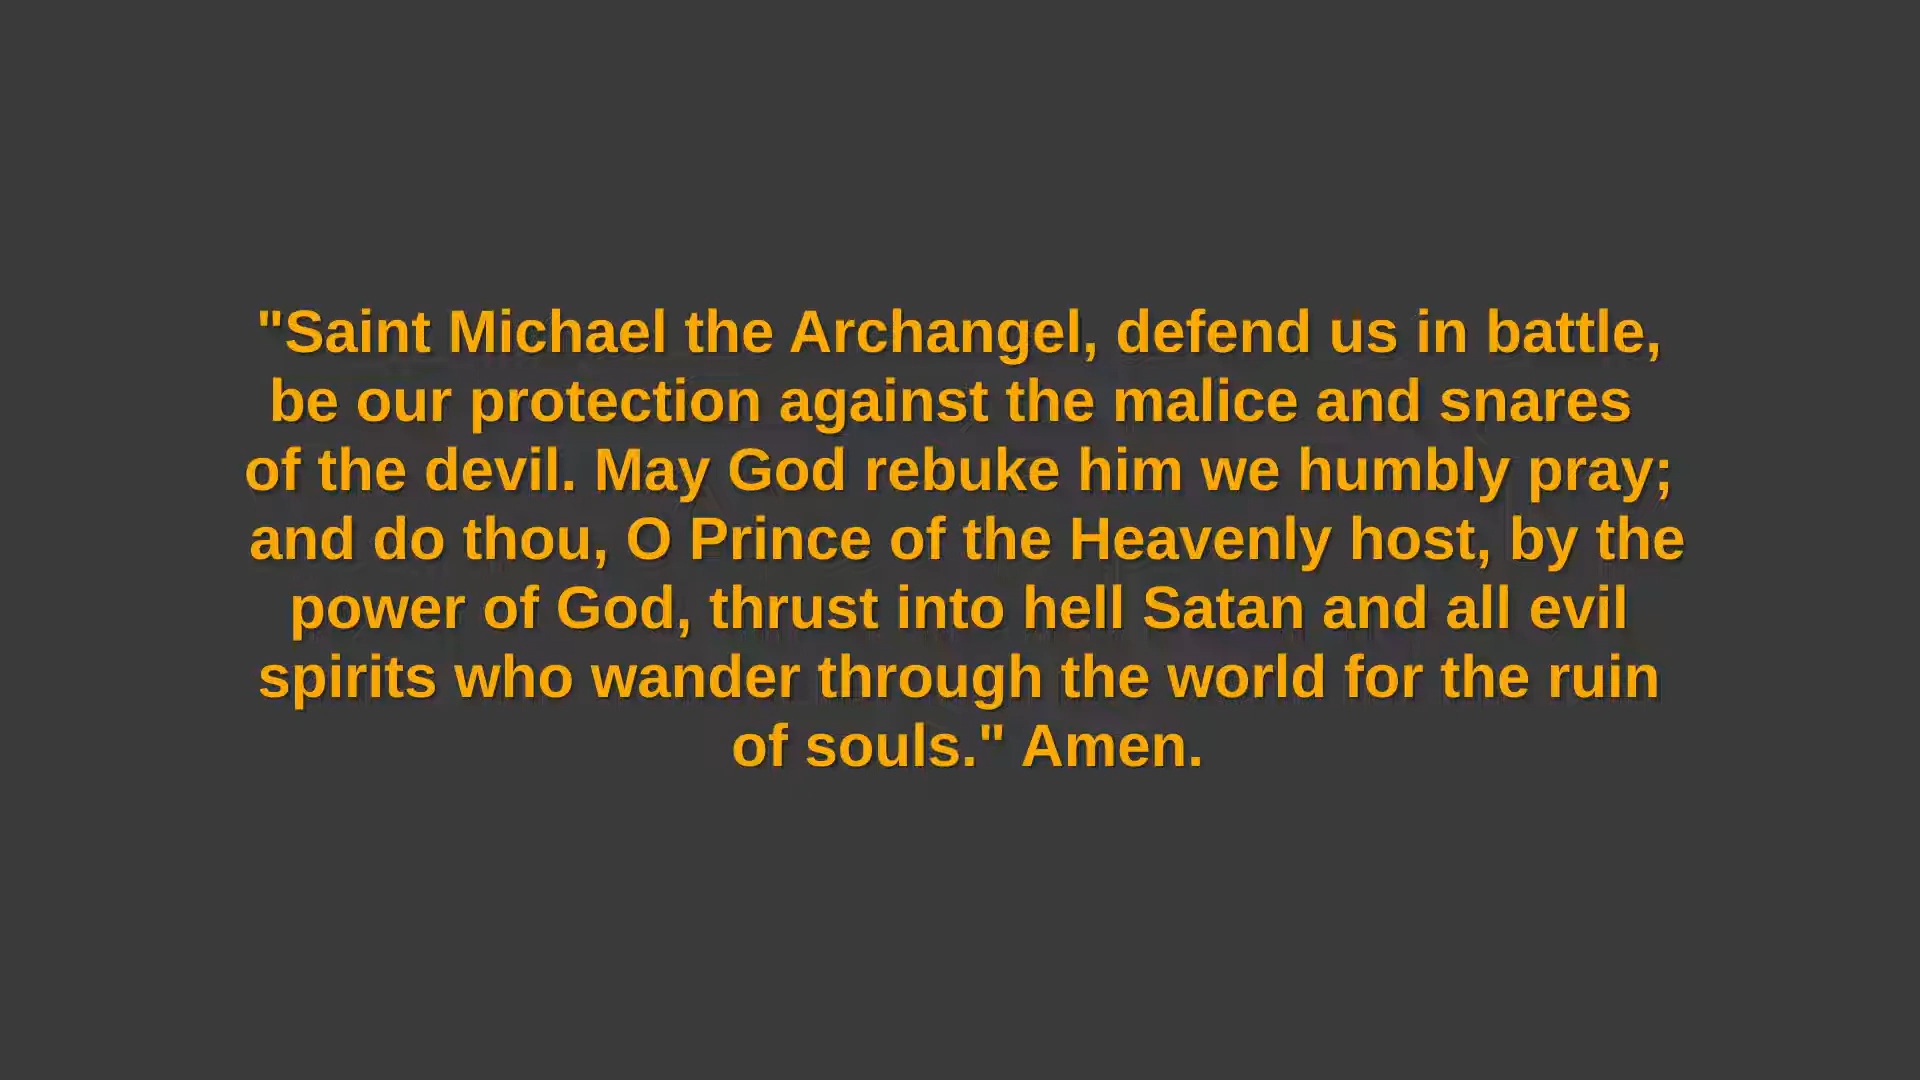 "Saint Michael the Archangel, defend us in battle,
be our protection against the malice and snares
of the devil. May God rebuke him we humbly pray;
and do thou, O Prince of the Heavenly host, by the
power of God, thrust into hell Satan and all evil
spirits who wander through the world for the ruin
of souls." Amen.